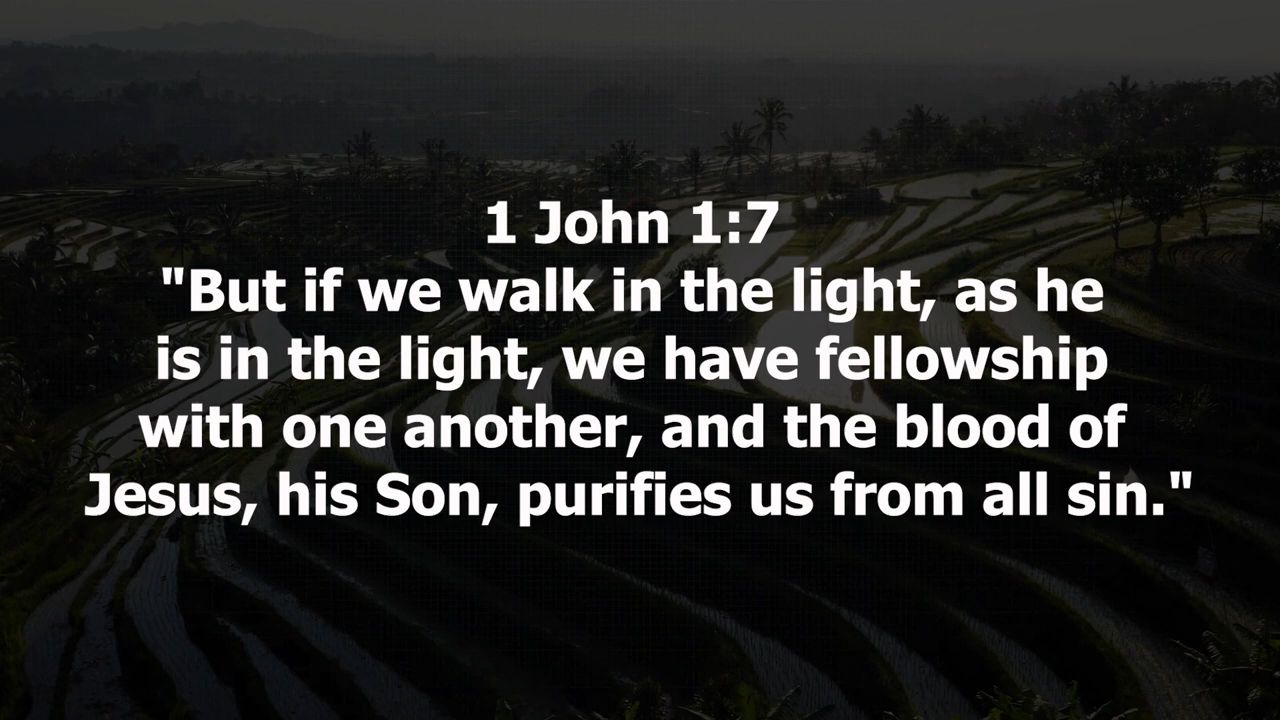 1 John 1:7
"But if we walk in the light, as he
is in the light, we have fellowship
with one another, and the blood of
Jesus, his Son, purifies us from all sin."